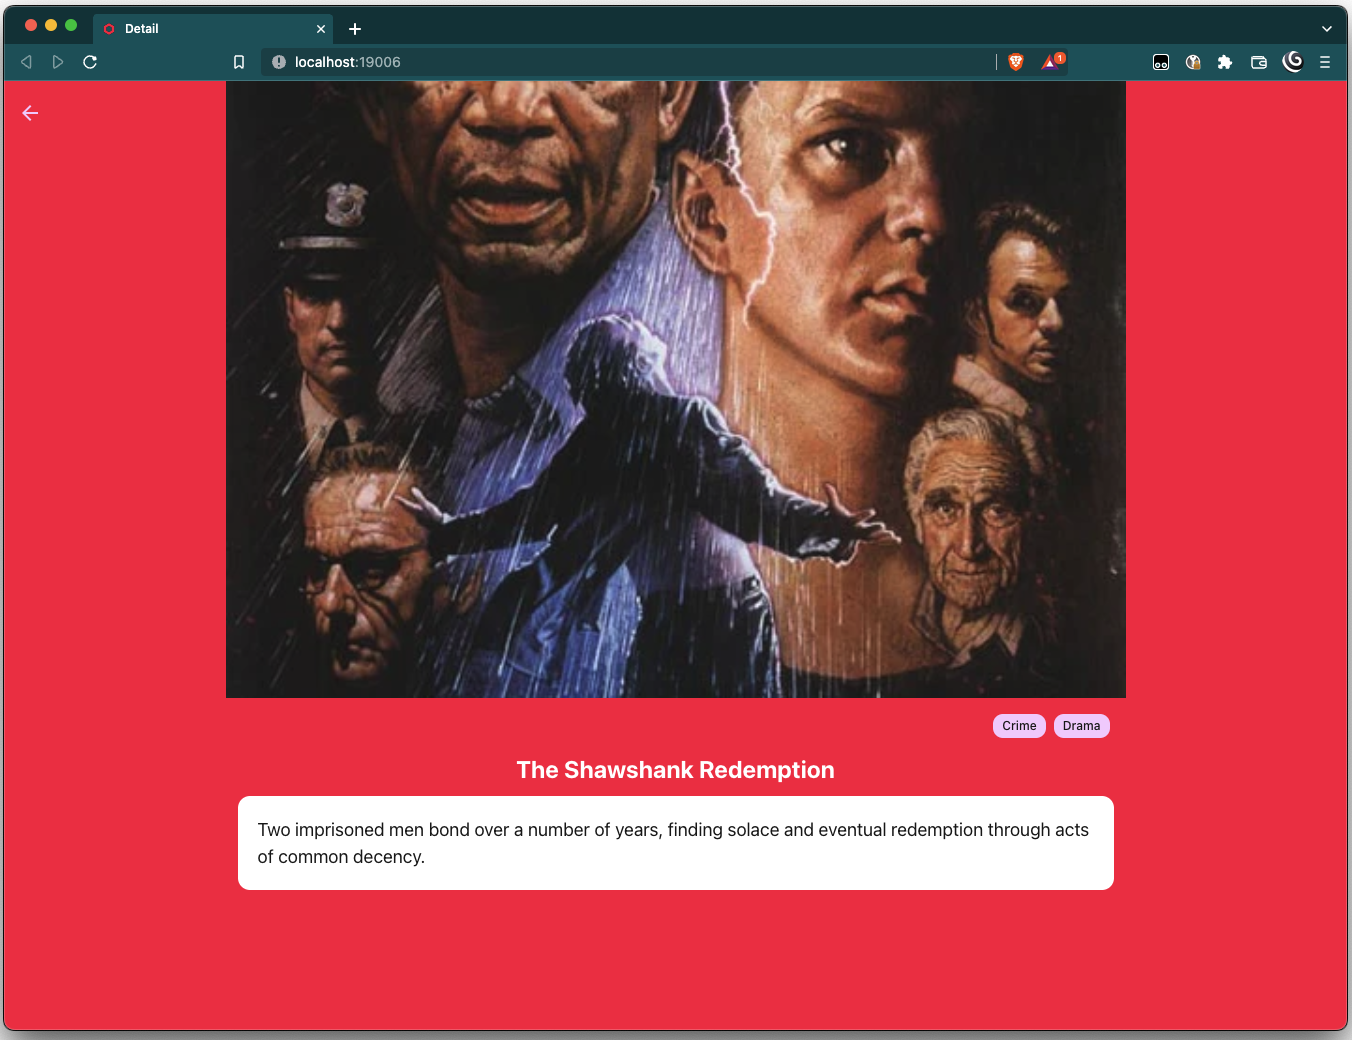 Detail
localhost:19006
1
Crime
Drama
The Shawshank Redemption
Two imprisoned men bond over a number of years, finding solace and eventual redemption through acts
of common decency.